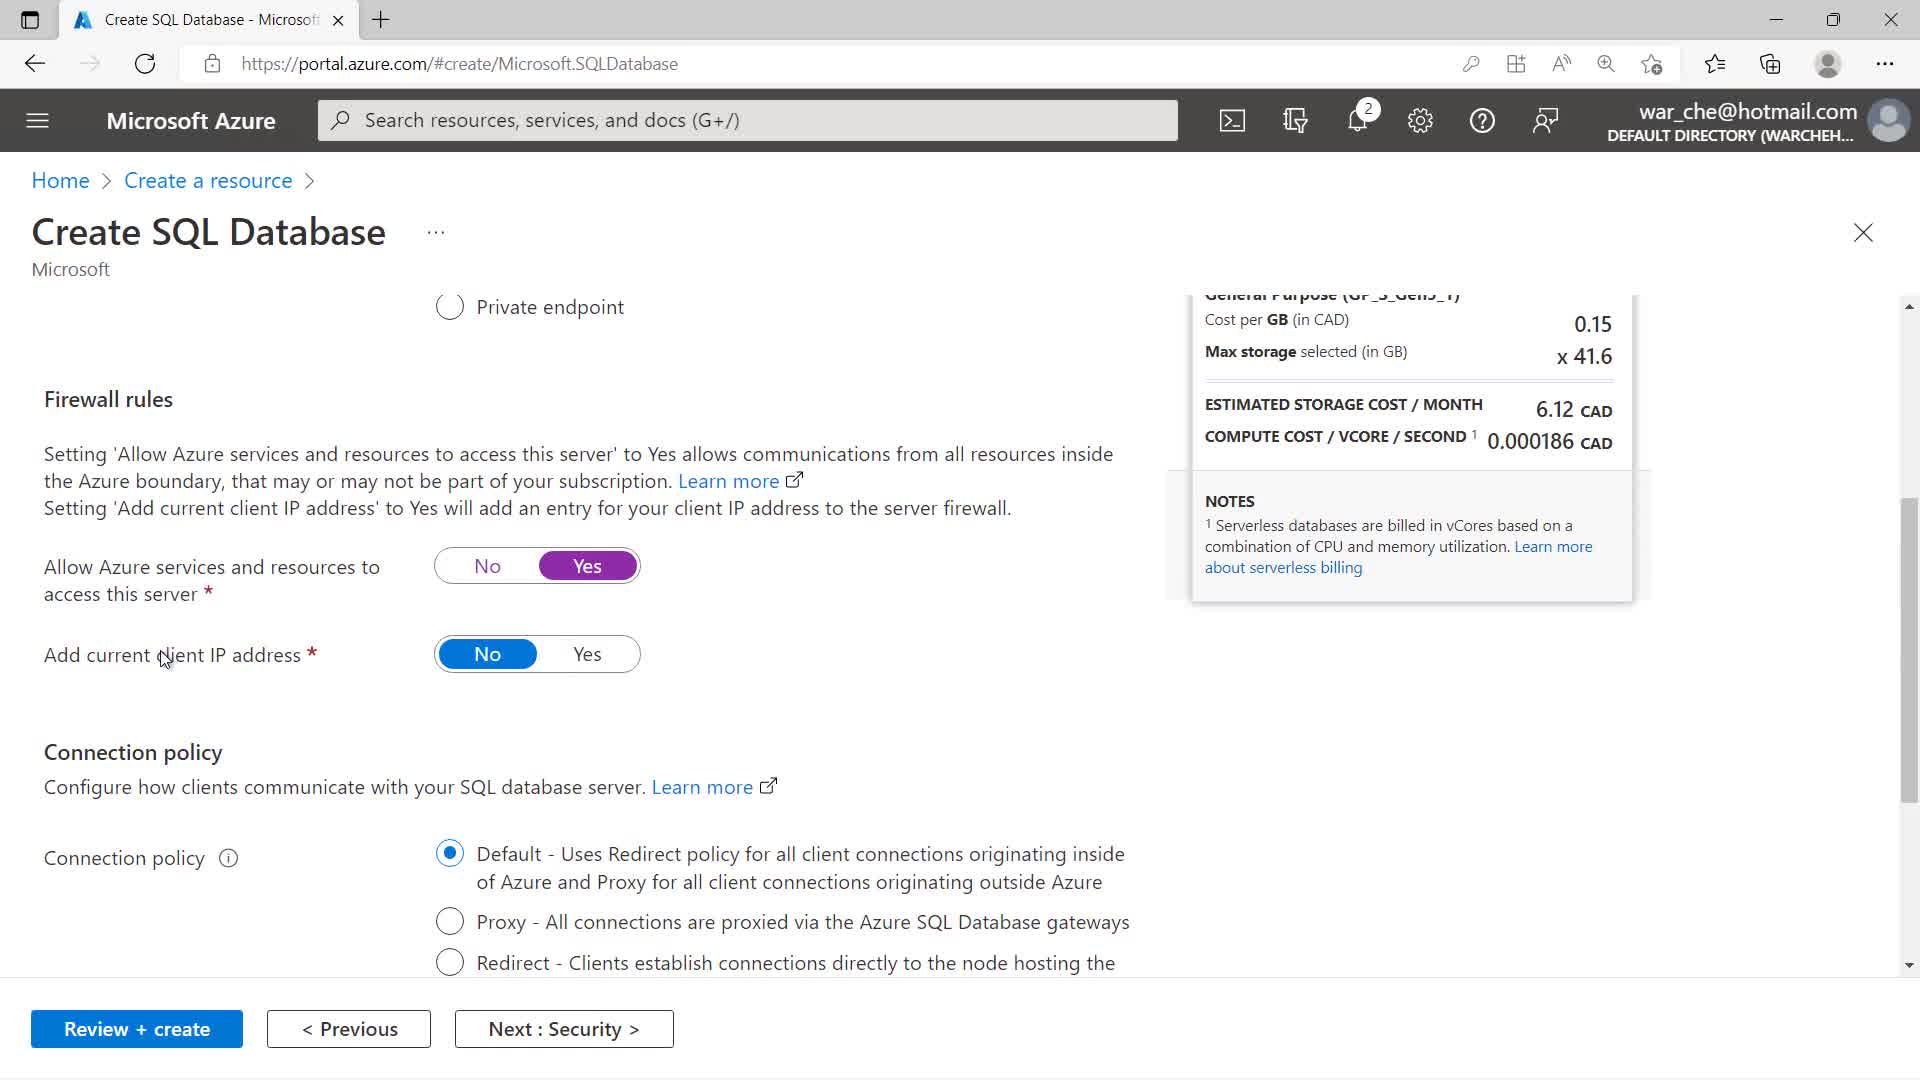 Create SQL Database - Microsof
https://portal.azure.com/#create/Microsoft.SQLDatabase
Microsoft Azure
Search resources, services, and docs (G+/)
2
war_che@hotmail.com
DEFAULT DIRECTORY (WARCHEH...
Home > Create a resource >
Create SQL Database ...
Microsoft
Private endpoint
Firewall rules
Setting 'Allow Azure services and resources to access this server' to Yes allows communications from all resources inside
the Azure boundary, that may or may not be part of your subscription. Learn more
Setting 'Add current client IP address' to Yes will add an entry for your client IP address to the server firewall.
Allow Azure services and resources to
access this server *
No Yes
Add current client IP address *
No Yes
Connection policy
Configure how clients communicate with your SQL database server. Learn more
Connection policy
Default - Uses Redirect policy for all client connections originating inside
of Azure and Proxy for all client connections originating outside Azure
Proxy - All connections are proxied via the Azure SQL Database gateways
Redirect - Clients establish connections directly to the node hosting the
General Purpose (GP_S_Gen5_1)
Cost per GB (in CAD) 0.15
Max storage selected (in GB) x 41.6
ESTIMATED STORAGE COST / MONTH 6.12 CAD
COMPUTE COST / VCORE / SECOND 1 0.000186 CAD
NOTES
1 Serverless databases are billed in vCores based on a
combination of CPU and memory utilization. Learn more
about serverless billing
Review + create
< Previous
Next : Security >